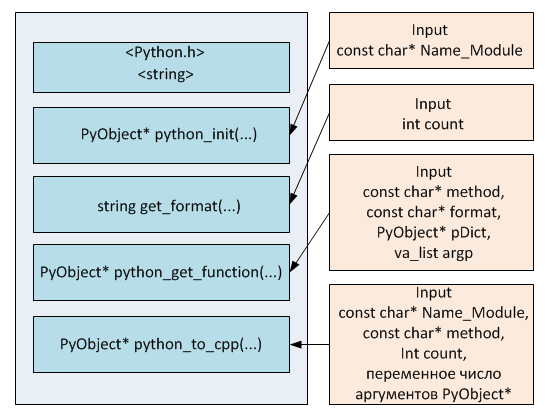 <Python.h>
<string>
PyObject* python_init(...)
string get_format(...)
PyObject* python_get_function(...)
PyObject* python_to_cpp(...)
Input
const char* Name_Module
Input
int count
Input
const char* method,
const char* format,
PyObject* pDict,
va_list argp
Input
const char* Name_Module,
const char* method,
Int count,
переменное число
аргументов PyObject*